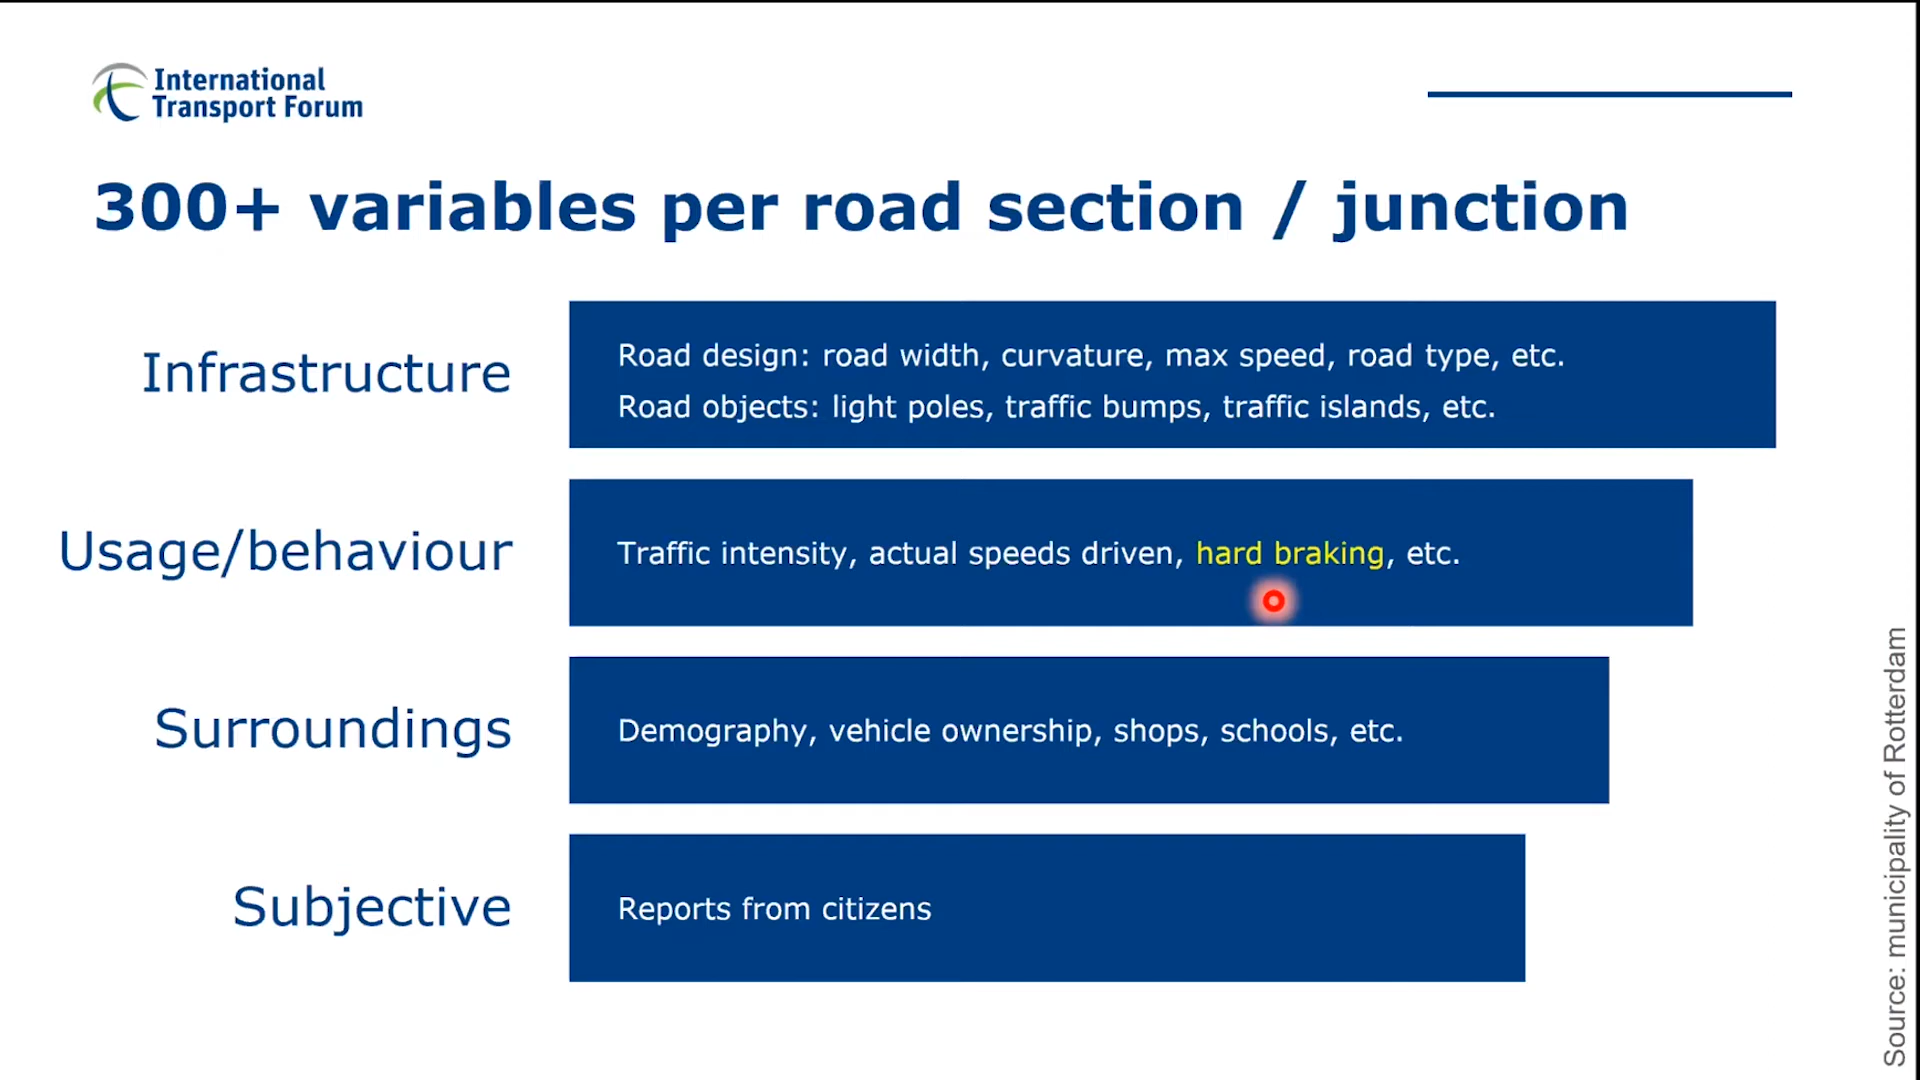 International
Transport Forum
300+ variables per road section / junction
Infrastructure
Road design: road width, curvature, max speed, road type, etc.
Road objects: light poles, traffic bumps, traffic islands, etc.
Usage/behaviour
Traffic intensity, actual speeds driven, hard braking, etc.
Surroundings
Demography, vehicle ownership, shops, schools, etc.
Subjective
Reports from citizens
Source: municipality of Rotterdam